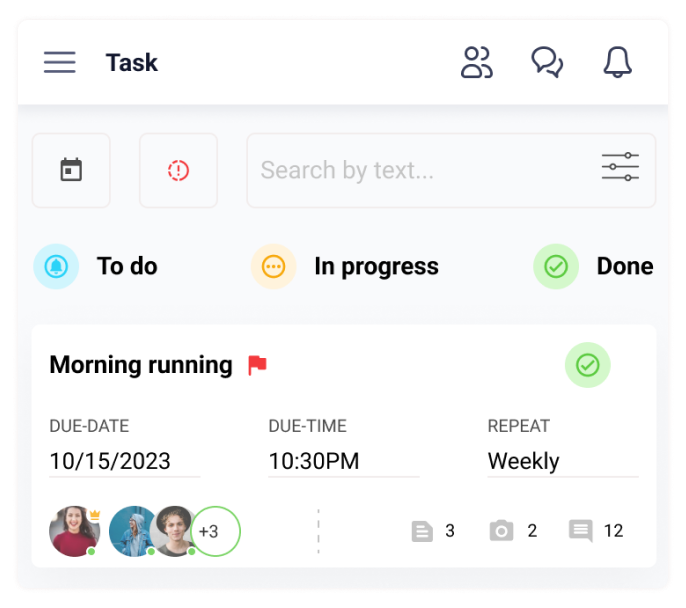 Task
Search by text...
To do In progress Done
Morning running
DUE-DATE DUE-TIME REPEAT
10/15/2023 10:30PM Weekly
+3 3 2 12